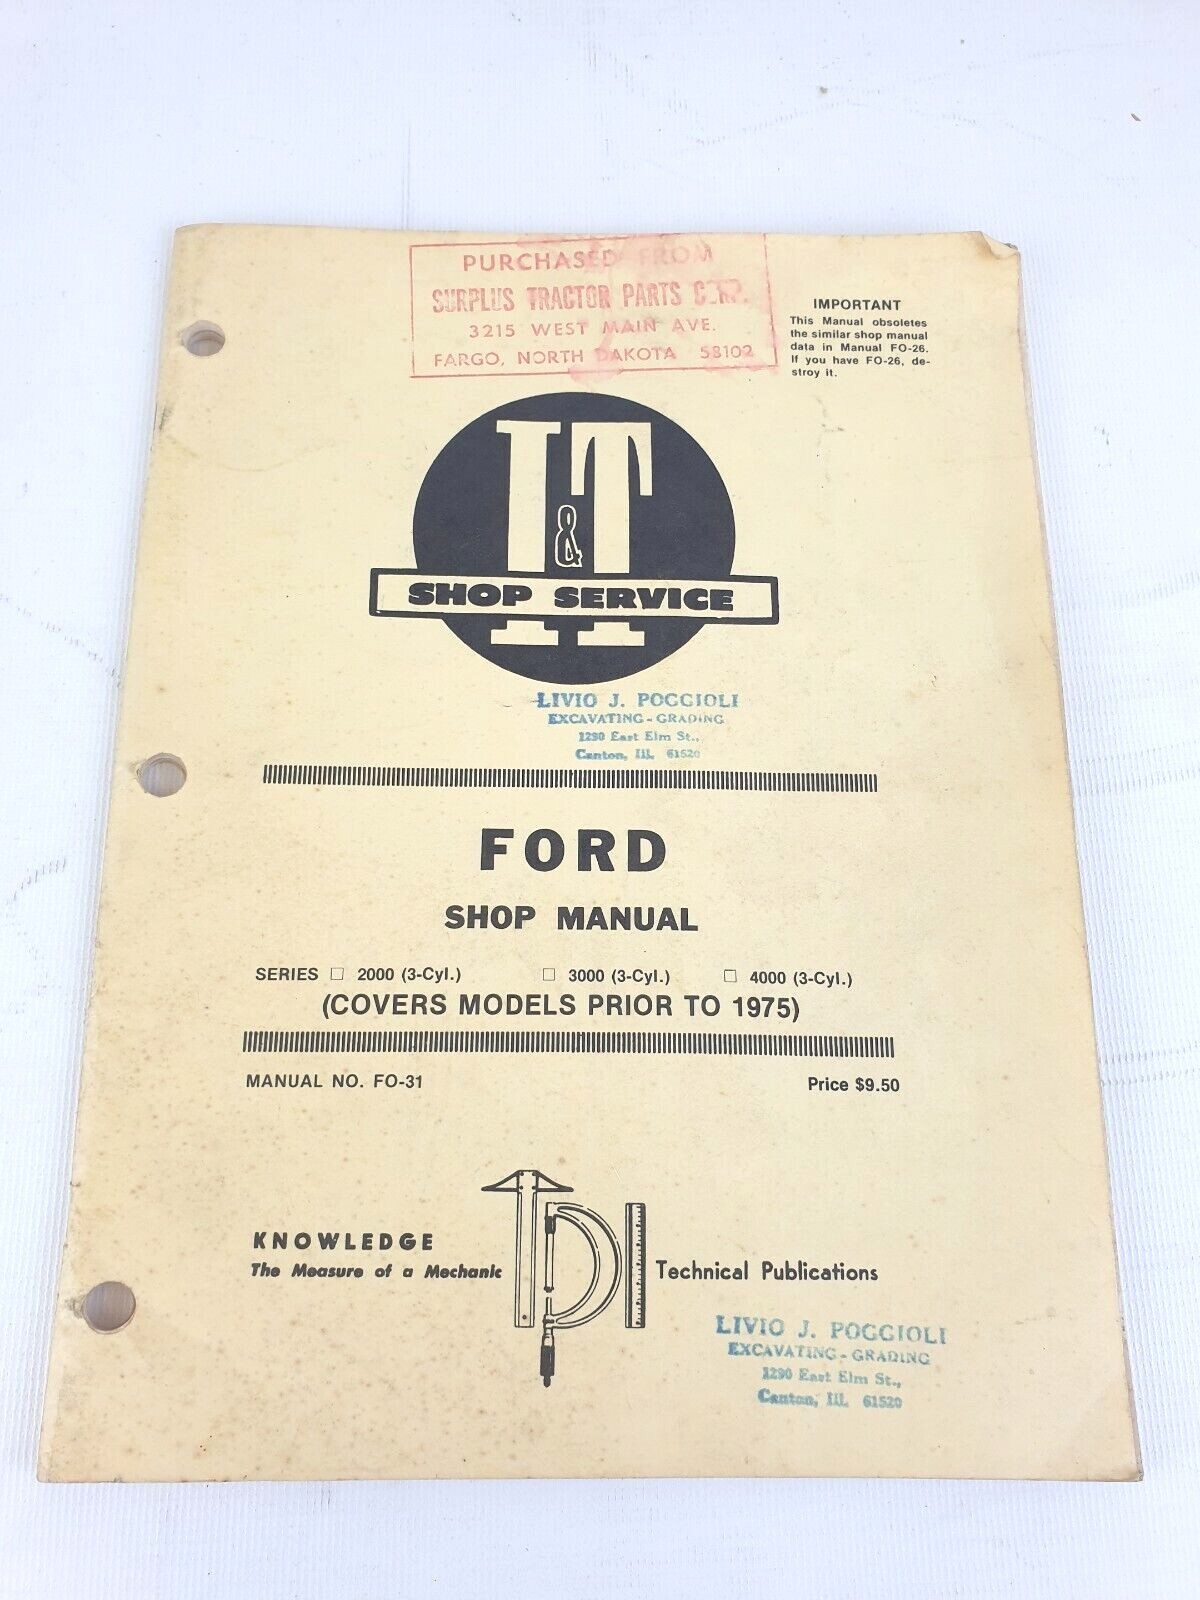 PURCHASED FROM
SURPLUS TRACTOR PARTS CORP.
3215 WEST MAIN AVE.
FARGO, NORTH DAKOTA 58102
IMPORTANT
This Manual obsoletes
the similar shop manual
data in Manual FO-26.
If you have FO-26, de-
stroy it.
I&T
SHOP SERVICE
LIVIO J. POGGIOLI
EXCAVATING - GRADING
1290 East Elm St.,
Canton, Ill. 61520
FORD
SHOP MANUAL
SERIES □ 2000 (3-Cyl.) □ 3000 (3-Cyl.) □ 4000 (3-Cyl.)
(COVERS MODELS PRIOR TO 1975)
MANUAL NO. FO-31 Price $9.50
KNOWLEDGE
The Measure of a Mechanic
TDI
Technical Publications
LIVIO J. POGGIOLI
EXCAVATING - GRADING
1290 East Elm St.,
Canton, Ill. 61520